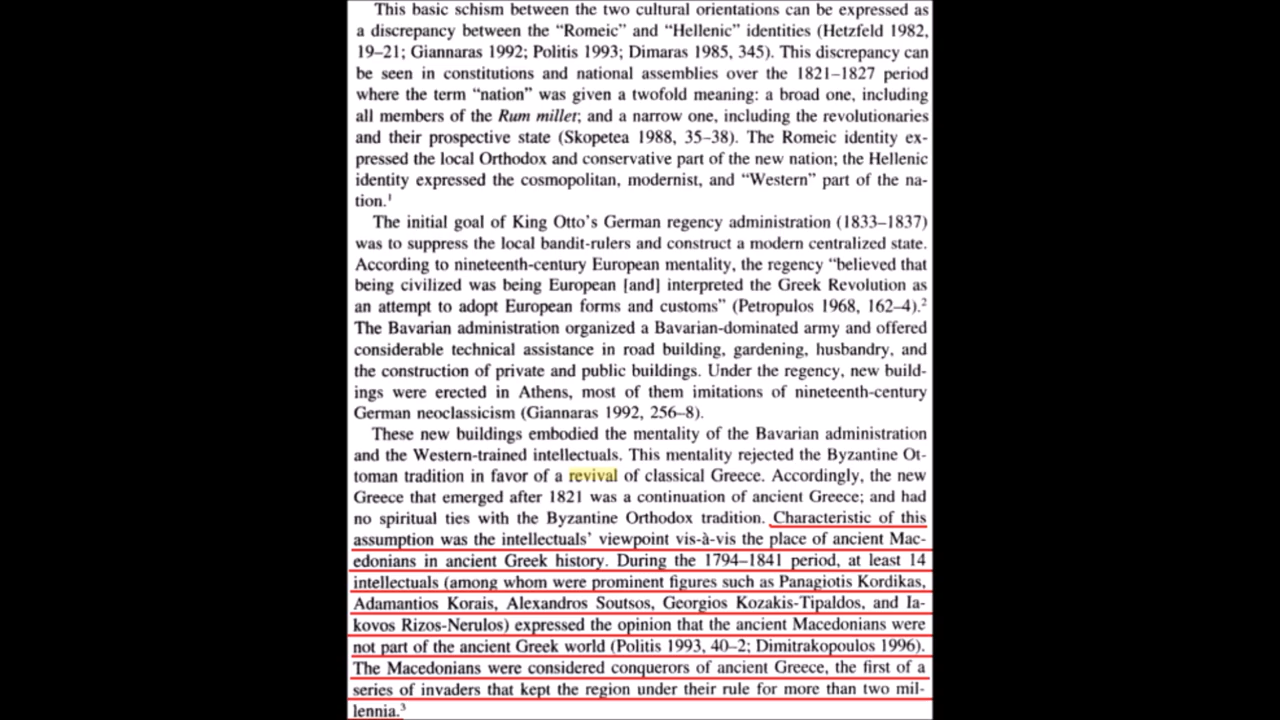 This basic schism between the two cultural orientations can be expressed as
a discrepancy between the “Romeic” and “Hellenic” identities (Hetzfeld 1982,
19–21; Giannaras 1992; Politis 1993; Dimaras 1985, 345). This discrepancy can
be seen in constitutions and national assemblies over the 1821–1827 period
where the term “nation” was given a twofold meaning: a broad one, including
all members of the Rum millet; and a narrow one, including the revolutionaries
and their prospective state (Skopetea 1988, 35–38). The Romeic identity ex-
pressed the local Orthodox and conservative part of the new nation; the Hellenic
identity expressed the cosmopolitan, modernist, and “Western” part of the na-
tion.¹
The initial goal of King Otto’s German regency administration (1833–1837)
was to suppress the local bandit-rulers and construct a modern centralized state.
According to nineteenth-century European mentality, the regency “believed that
being civilized was being European [and] interpreted the Greek Revolution as
an attempt to adopt European forms and customs” (Petropulos 1968, 162–4).²
The Bavarian administration organized a Bavarian-dominated army and offered
considerable technical assistance in road building, gardening, husbandry, and
the construction of private and public buildings. Under the regency, new build-
ings were erected in Athens, most of them imitations of nineteenth-century
German neoclassicism (Giannaras 1992, 256–8).
These new buildings embodied the mentality of the Bavarian administration
and the Western-trained intellectuals. This mentality rejected the Byzantine Ot-
toman tradition in favor of a revival of classical Greece. Accordingly, the new
Greece that emerged after 1821 was a continuation of ancient Greece; and had
no spiritual ties with the Byzantine Orthodox tradition. Characteristic of this
assumption was the intellectuals’ viewpoint vis-à-vis the place of ancient Mac-
edonians in ancient Greek history. During the 1794–1841 period, at least 14
intellectuals (among whom were prominent figures such as Panagiotis Kordikas,
Adamantios Korais, Alexandros Soutsos, Georgios Kozakis-Tipaldos, and Ia-
kovos Rizos-Nerulos) expressed the opinion that the ancient Macedonians were
not part of the ancient Greek world (Politis 1993, 40–2; Dimitrakopoulos 1996).
The Macedonians were considered conquerors of ancient Greece, the first of a
series of invaders that kept the region under their rule for more than two mil-
lennia.³